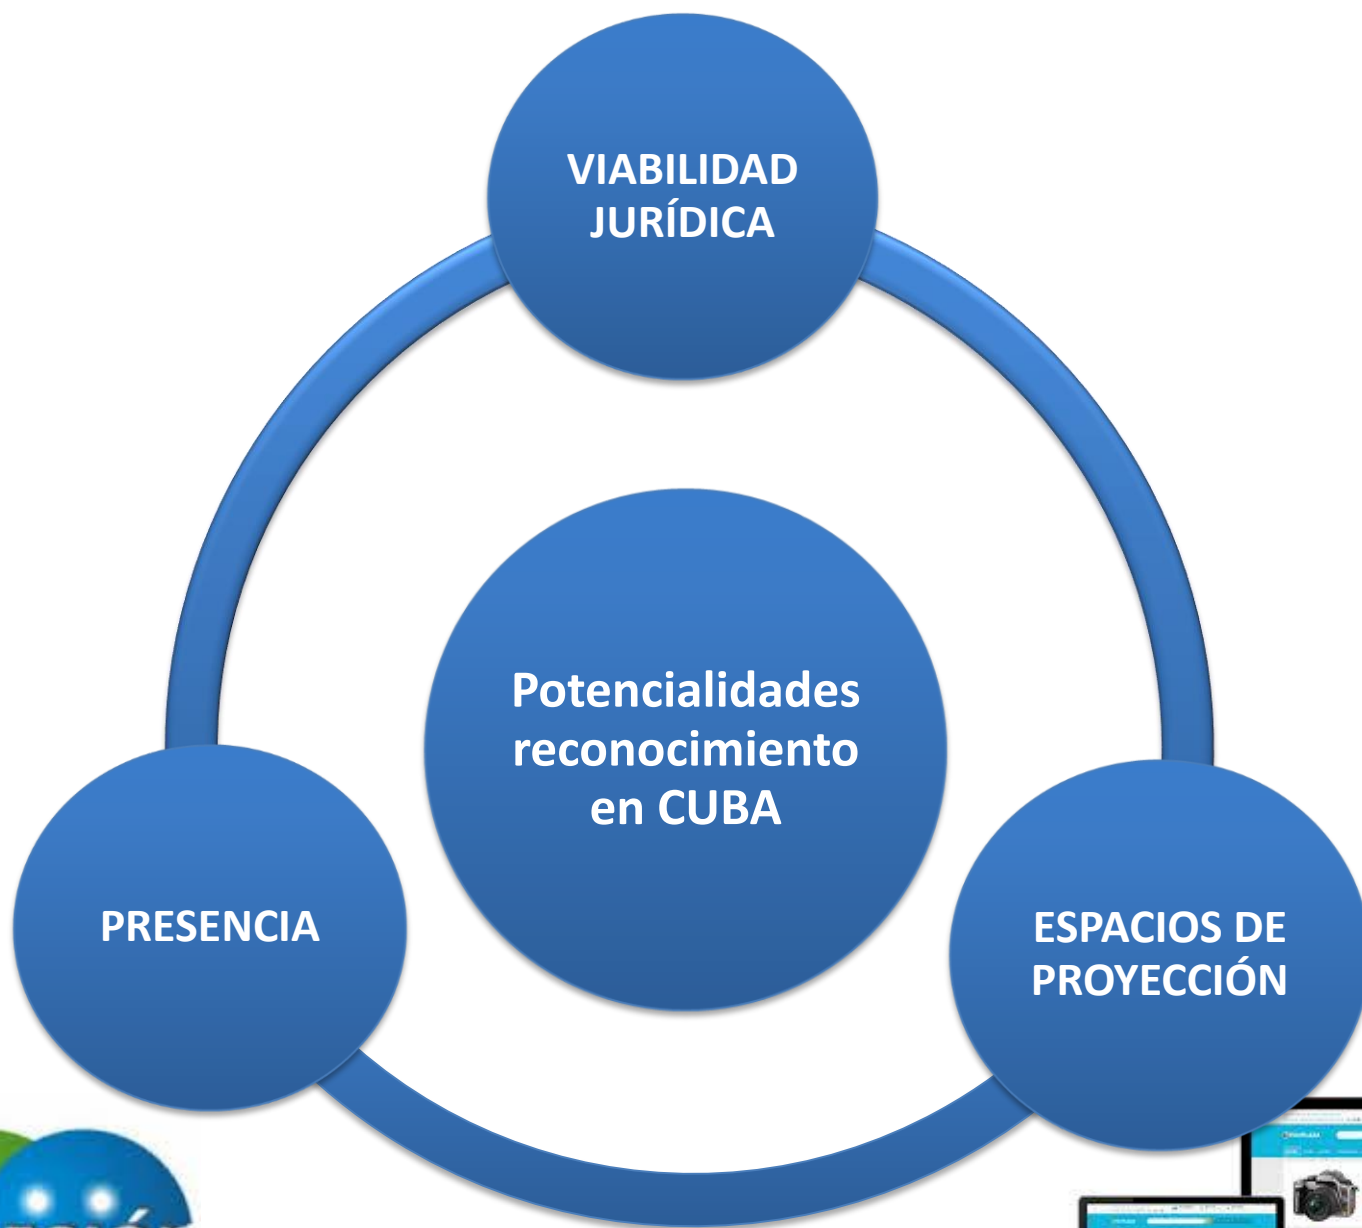 VIABILIDAD
JURÍDICA
Potencialidades
reconocimiento
en CUBA
PRESENCIA
ESPACIOS DE
PROYECCIÓN